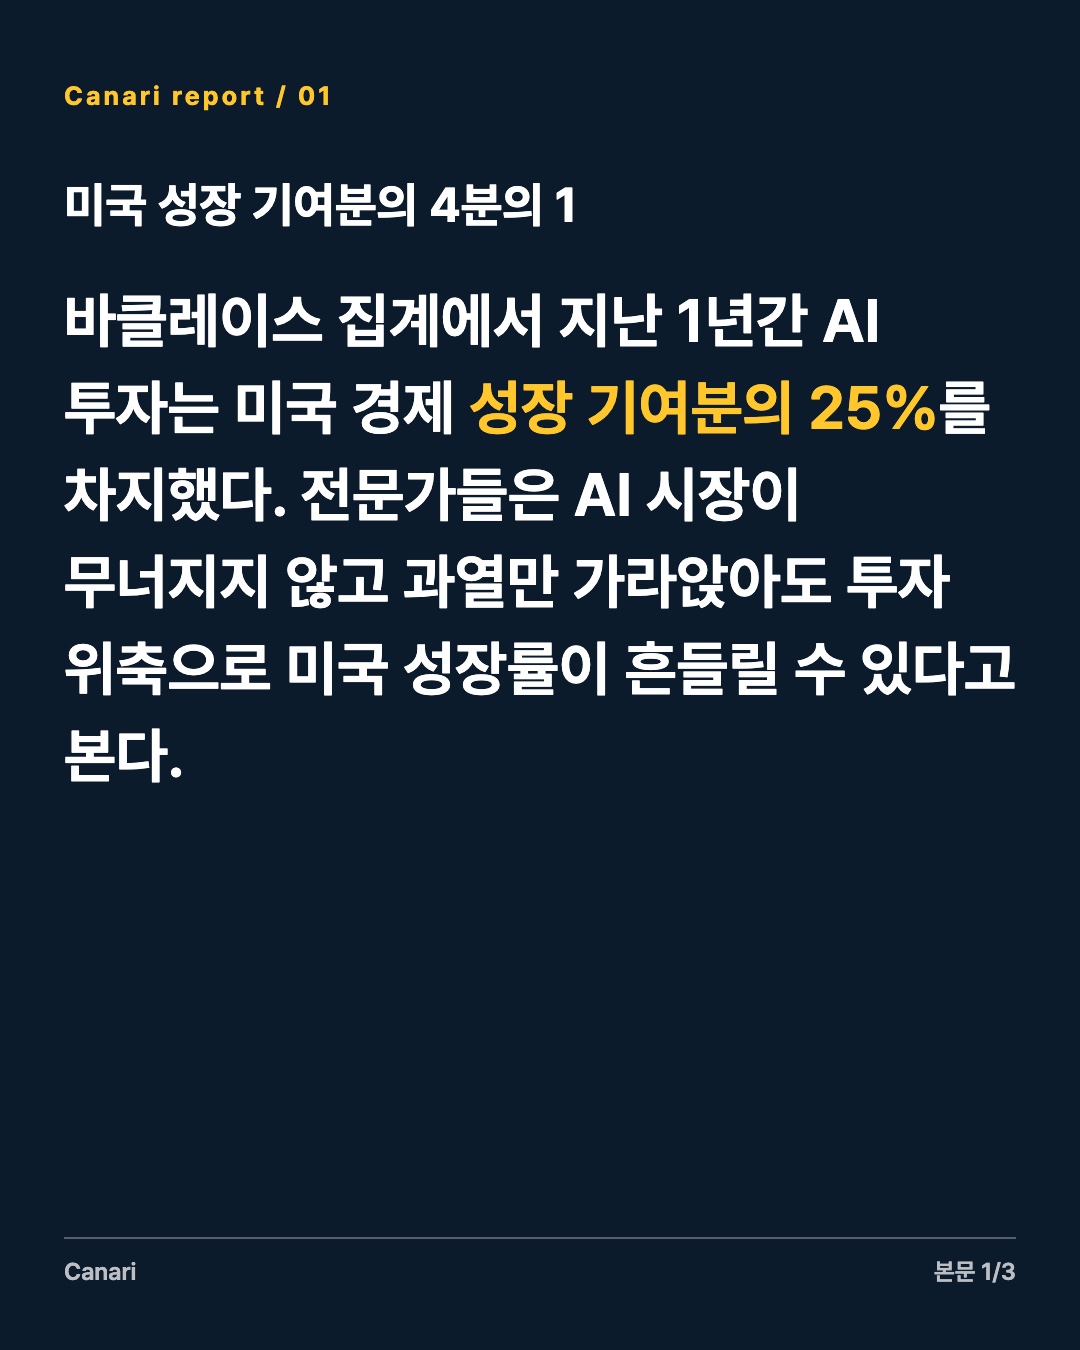 Canari report / 01
미국 성장 기여분의 4분의 1
바클레이스 집계에서 지난 1년간 AI
투자는 미국 경제 성장 기여분의 25%를
차지했다. 전문가들은 AI 시장이
무너지지 않고 과열만 가라앉아도 투자
위축으로 미국 성장률이 흔들릴 수 있다고
본다.
Canari
본문 1/3